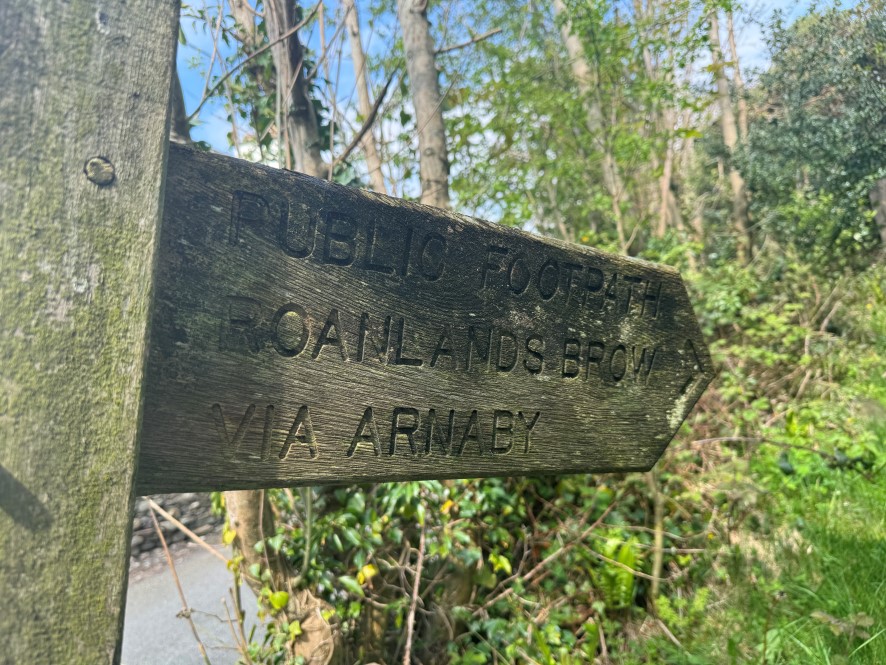 PUBLIC FOOTPATH
ROANLANDS BROW
VIA ARNABY